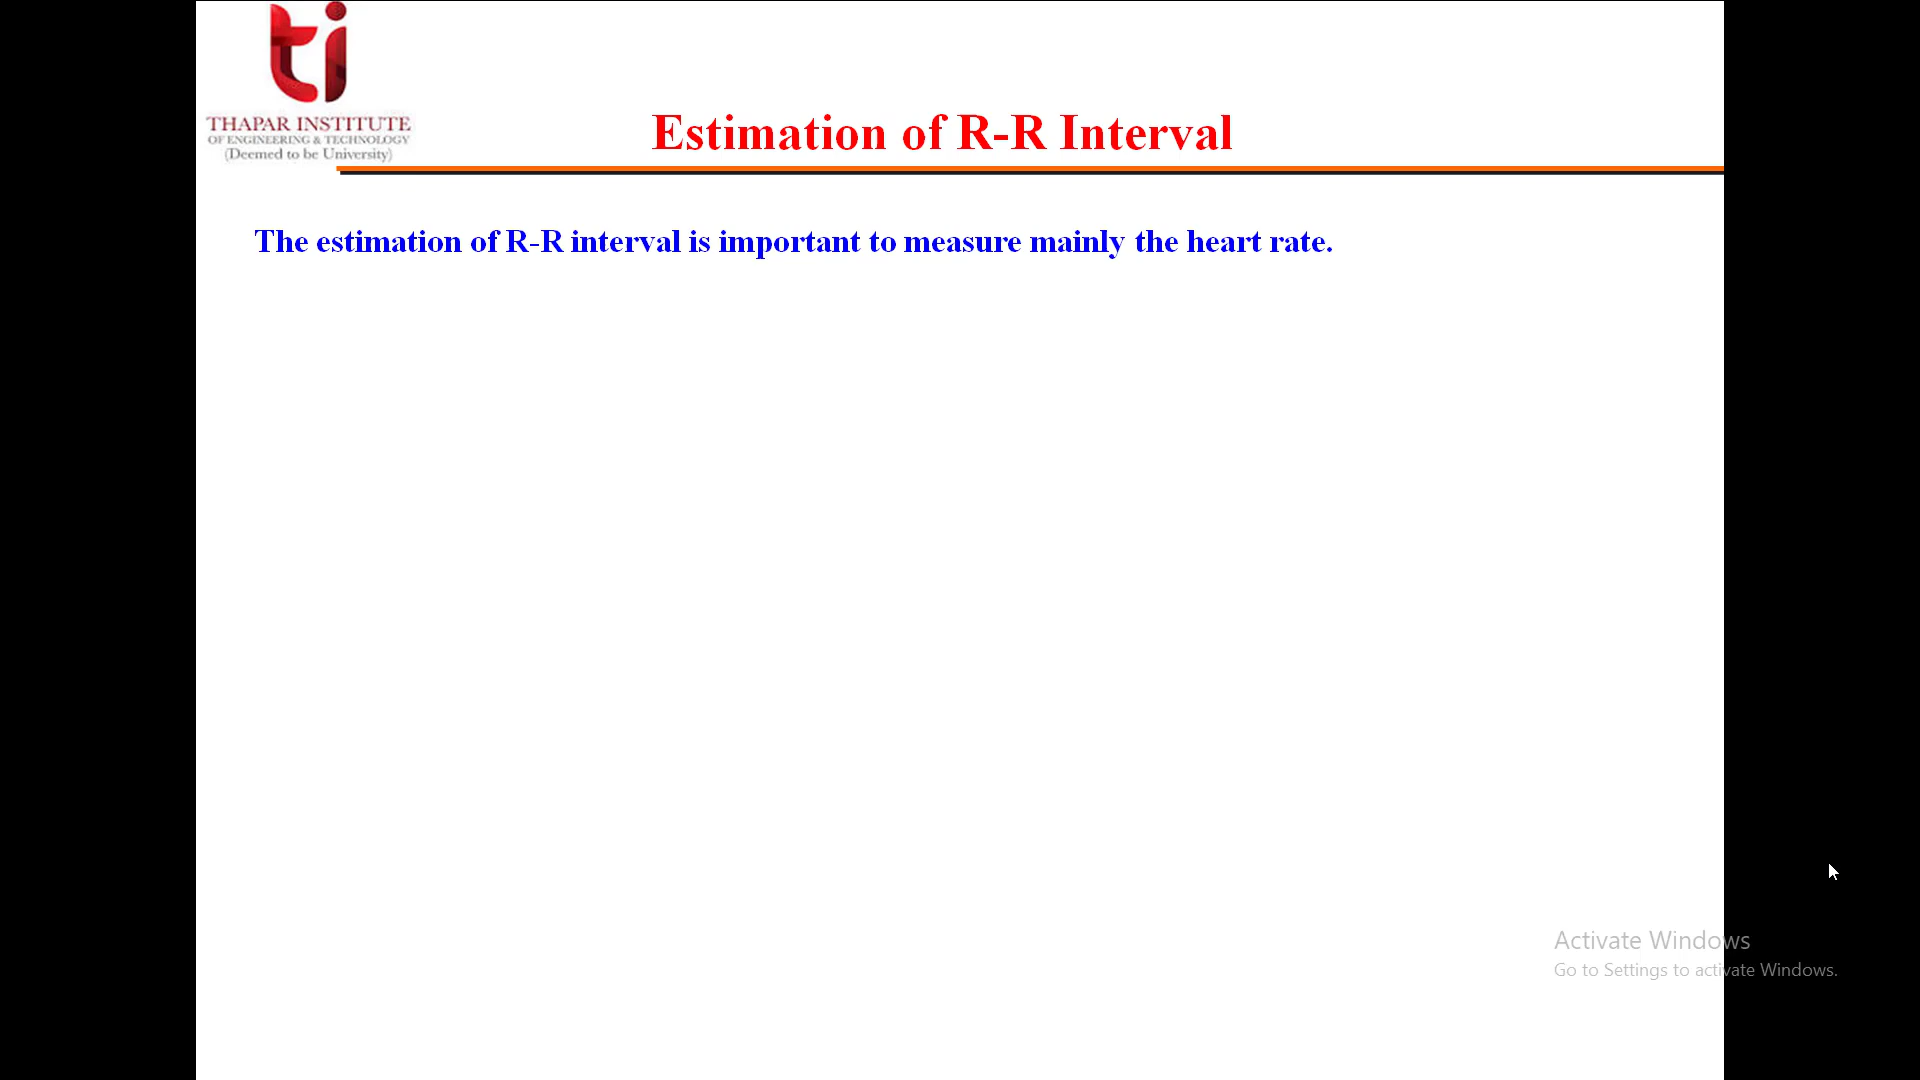 ti
THAPAR INSTITUTE
OF ENGINEERING & TECHNOLOGY
(Deemed to be University)
Estimation of R-R Interval
The estimation of R-R interval is important to measure mainly the heart rate.
Activate Windows
Go to Settings to activate Windows.